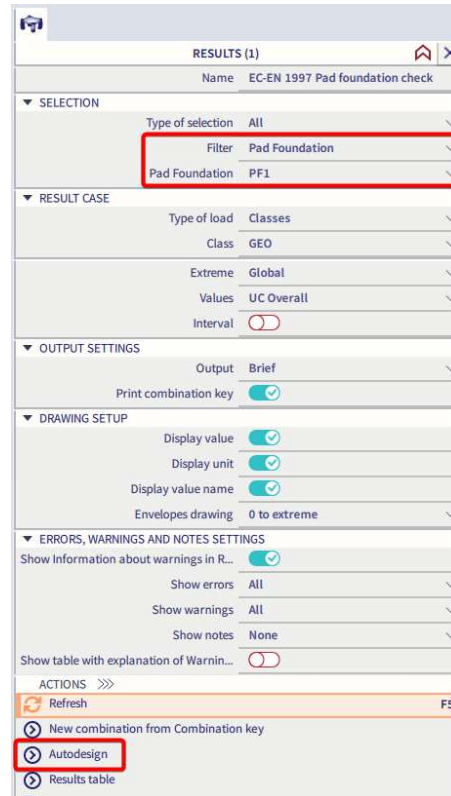 RESULTS (1)
Name EC-EN 1997 Pad foundation check
SELECTION
Type of selection All
Filter Pad Foundation
Pad Foundation PF1
RESULT CASE
Type of load Classes
Class GEO
Extreme Global
Values UC Overall
Interval
OUTPUT SETTINGS
Output Brief
Print combination key
DRAWING SETUP
Display value
Display unit
Display value name
Envelopes drawing 0 to extreme
ERRORS, WARNINGS AND NOTES SETTINGS
Show Information about warnings in R...
Show errors All
Show warnings All
Show notes None
Show table with explanation of Warnin...
ACTIONS >>>
Refresh F5
New combination from Combination key
Autodesign
Results table